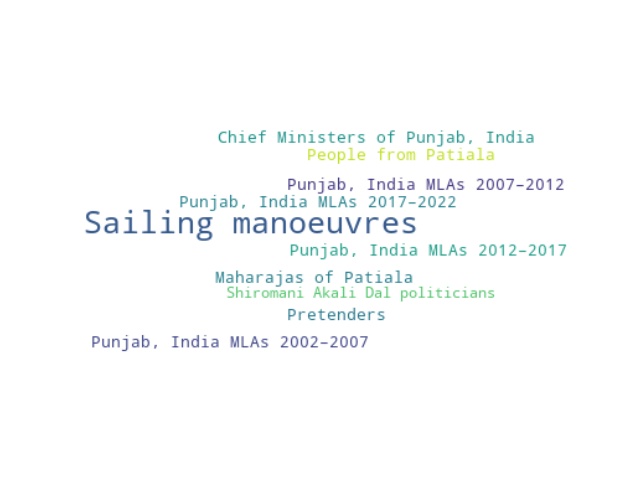 Chief Ministers of Punjab, India
People from Patiala
Punjab, India MLAs 2007–2012
Punjab, India MLAs 2017–2022
Sailing manoeuvres
Punjab, India MLAs 2012–2017
Maharajas of Patiala
Shiromani Akali Dal politicians
Pretenders
Punjab, India MLAs 2002–2007